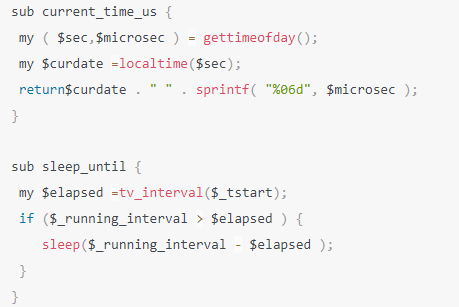 sub current_time_us {
my ( $sec,$microsec ) = gettimeofday();
my $curdate =localtime($sec);
return$curdate . " " . sprintf( "%06d", $microsec );
}
sub sleep_until {
my $elapsed =tv_interval($_tstart);
if ($_running_interval > $elapsed ) {
sleep($_running_interval - $elapsed );
}
}